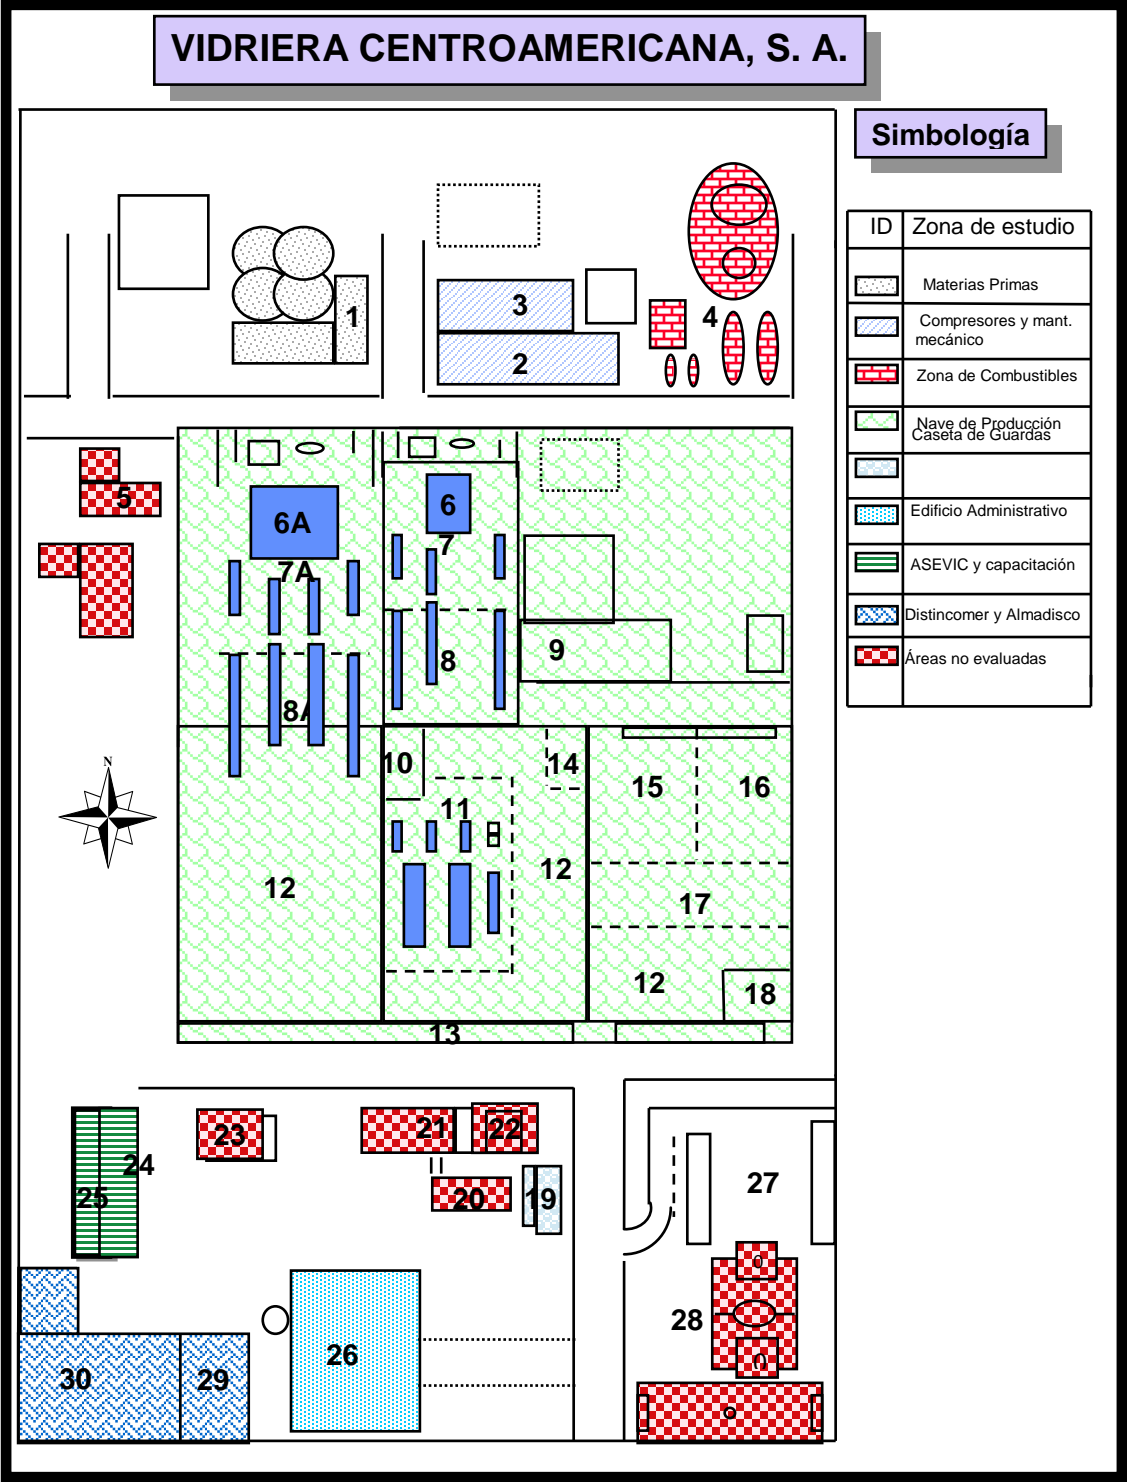 VIDRIERA CENTROAMERICANA, S. A.
Simbología
ID Zona de estudio
Materias Primas
Compresores y mant.
mecánico
Zona de Combustibles
Nave de Producción
Caseta de Guardas
Edificio Administrativo
ASEVIC y capacitación
Distincomer y Almadisco
Áreas no evaluadas
1
3
2
4
5
6A
6
7
7A
8
8A
9
10
14
15
16
11
12
12
17
12
18
13
N
21
22
23
24
25
20
19
27
28
26
30
29